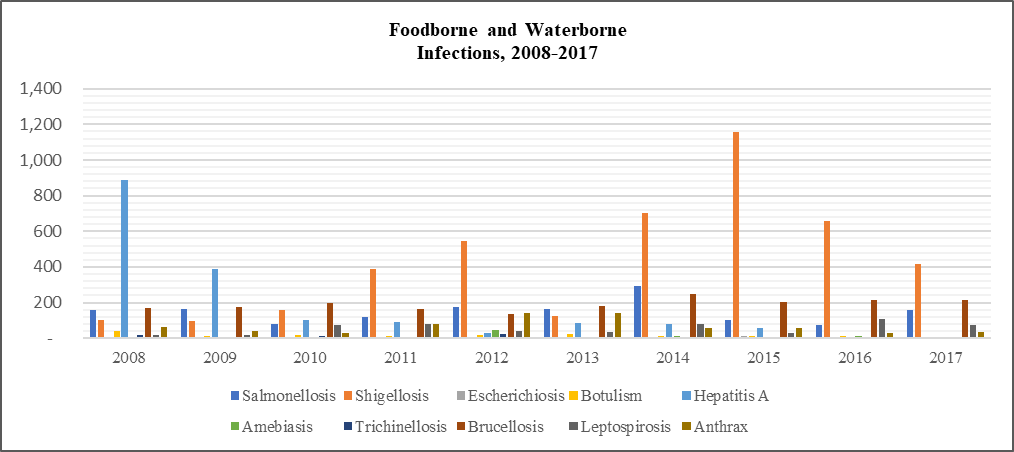 Foodborne and Waterborne
Infections, 2008-2017
1,400
1,200
1,000
800
600
400
200
-
2008 2009 2010 2011 2012 2013 2014 2015 2016 2017
Salmonellosis Shigellosis Escherichiosis Botulism Hepatitis A
Amebiasis Trichinellosis Brucellosis Leptospirosis Anthrax